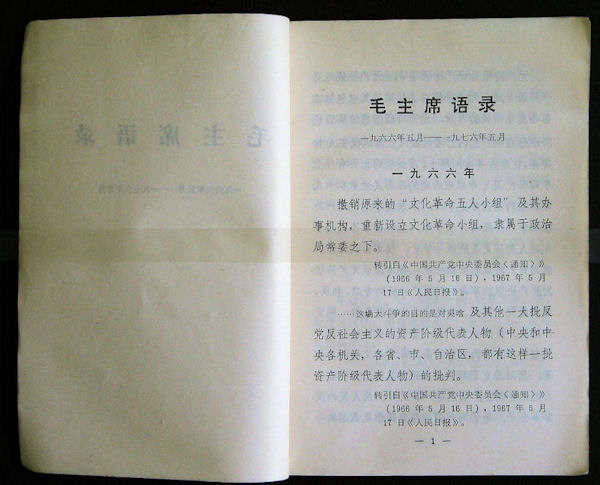 毛主席语录
一九六六年五月——一九七六年五月
一九六六年
撤销原来的“文化革命五人小组”及其办
事机构，重新设立文化革命小组，隶属于政治
局常委之下。
转引自《中国共产党中央委员会〈通知〉》
(1966年5月16日)，1967年5月
17日《人民日报》。
……这场大斗争的目的是对吴晗及其他一大批反
党反社会主义的资产阶级代表人物（中央和中
央各机关，各省、市、自治区，都有这样一批
资产阶级代表人物）的批判。
转引自《中国共产党中央委员会〈通知〉》
(1966年5月16日)，1967年5月
17日《人民日报》。
— 1 —